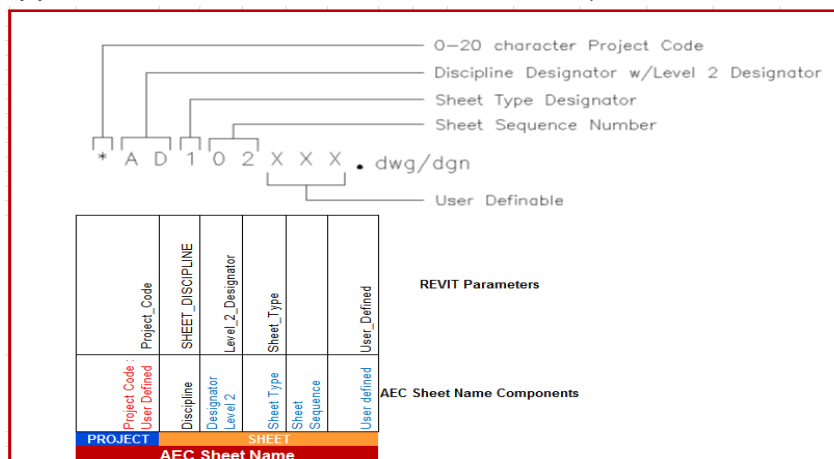 0-20 character Project Code
Discipline Designator w/Level 2 Designator
Sheet Type Designator
Sheet Sequence Number
* A D 1 0 2 X X X . dwg/dgn
User Definable
Project_Code
SHEET_DISCIPLINE
Level_2_Designator
Sheet_Type
User_Defined
REVIT Parameters
Project Code :
User Defined
Discipline
Designator
Level 2
Sheet Type
Sheet
Sequence
User defined
AEC Sheet Name Components
PROJECT SHEET
AEC Sheet Name